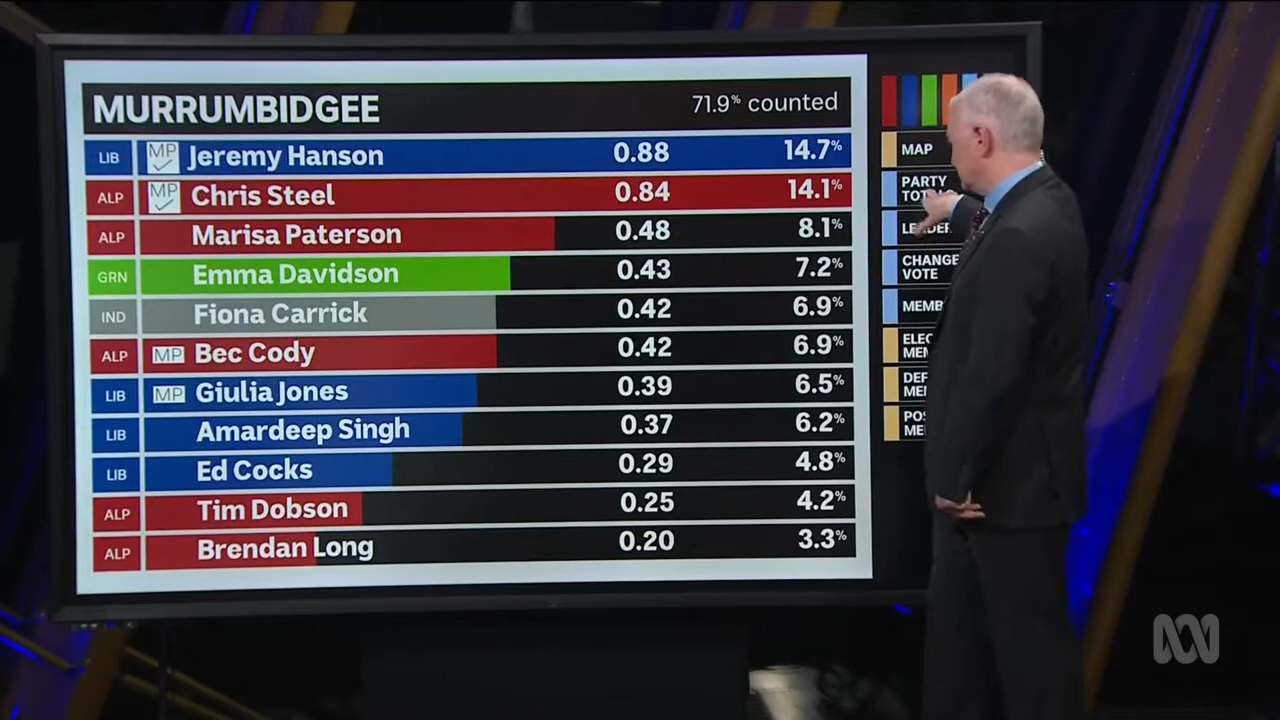 MURRUMBIDGEE 71.9% counted
LIB MP Jeremy Hanson 0.88 14.7%
ALP MP Chris Steel 0.84 14.1%
ALP Marisa Paterson 0.48 8.1%
GRN Emma Davidson 0.43 7.2%
IND Fiona Carrick 0.42 6.9%
ALP MP Bec Cody 0.42 6.9%
LIB MP Giulia Jones 0.39 6.5%
LIB Amardeep Singh 0.37 6.2%
LIB Ed Cocks 0.29 4.8%
ALP Tim Dobson 0.25 4.2%
ALP Brendan Long 0.20 3.3%
MAP
PARTY
CHANGE
VOTE